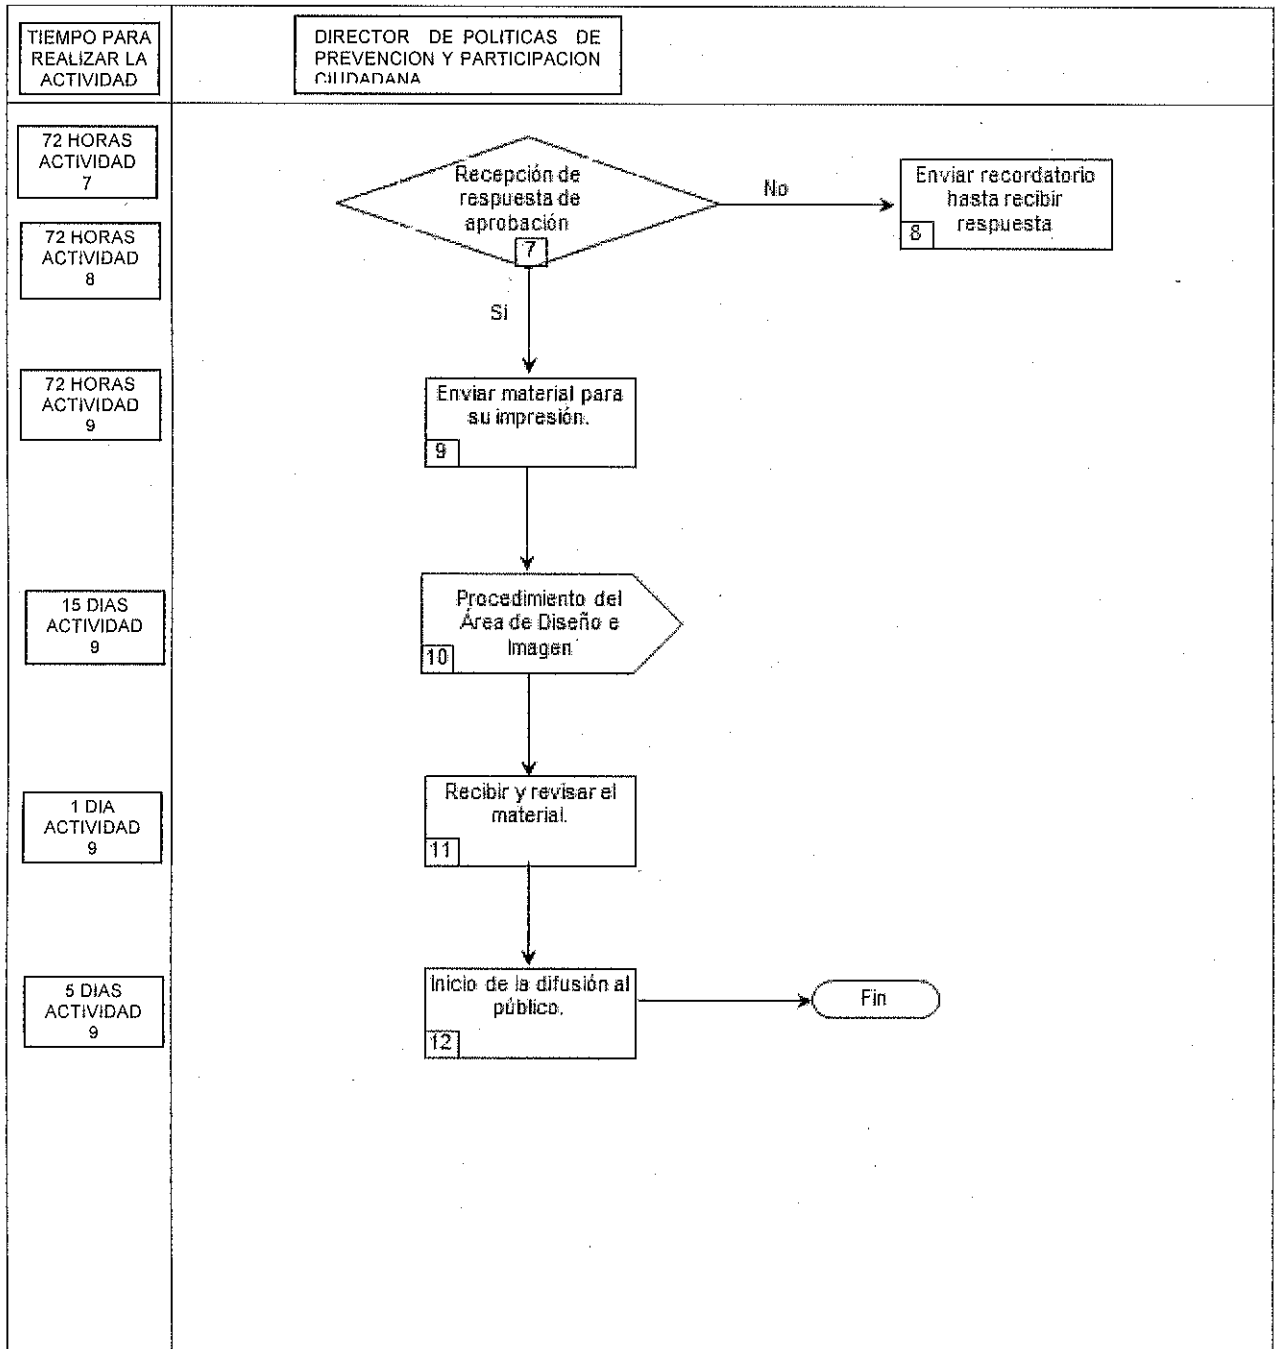 TIEMPO PARA
REALIZAR LA
ACTIVIDAD
DIRECTOR DE POLITICAS DE
PREVENCION Y PARTICIPACION
CIUDADANA
72 HORAS
ACTIVIDAD
7
72 HORAS
ACTIVIDAD
8
Recepción de
respuesta de
aprobación
7
No
Enviar recordatorio
hasta recibir
respuesta
8
Si
72 HORAS
ACTIVIDAD
9
Enviar material para
su impresión.
9
15 DIAS
ACTIVIDAD
9
Procedimiento del
Área de Diseño e
Imagen
10
1 DIA
ACTIVIDAD
9
Recibir y revisar el
material.
11
5 DIAS
ACTIVIDAD
9
Inicio de la difusión al
público.
12
Fin